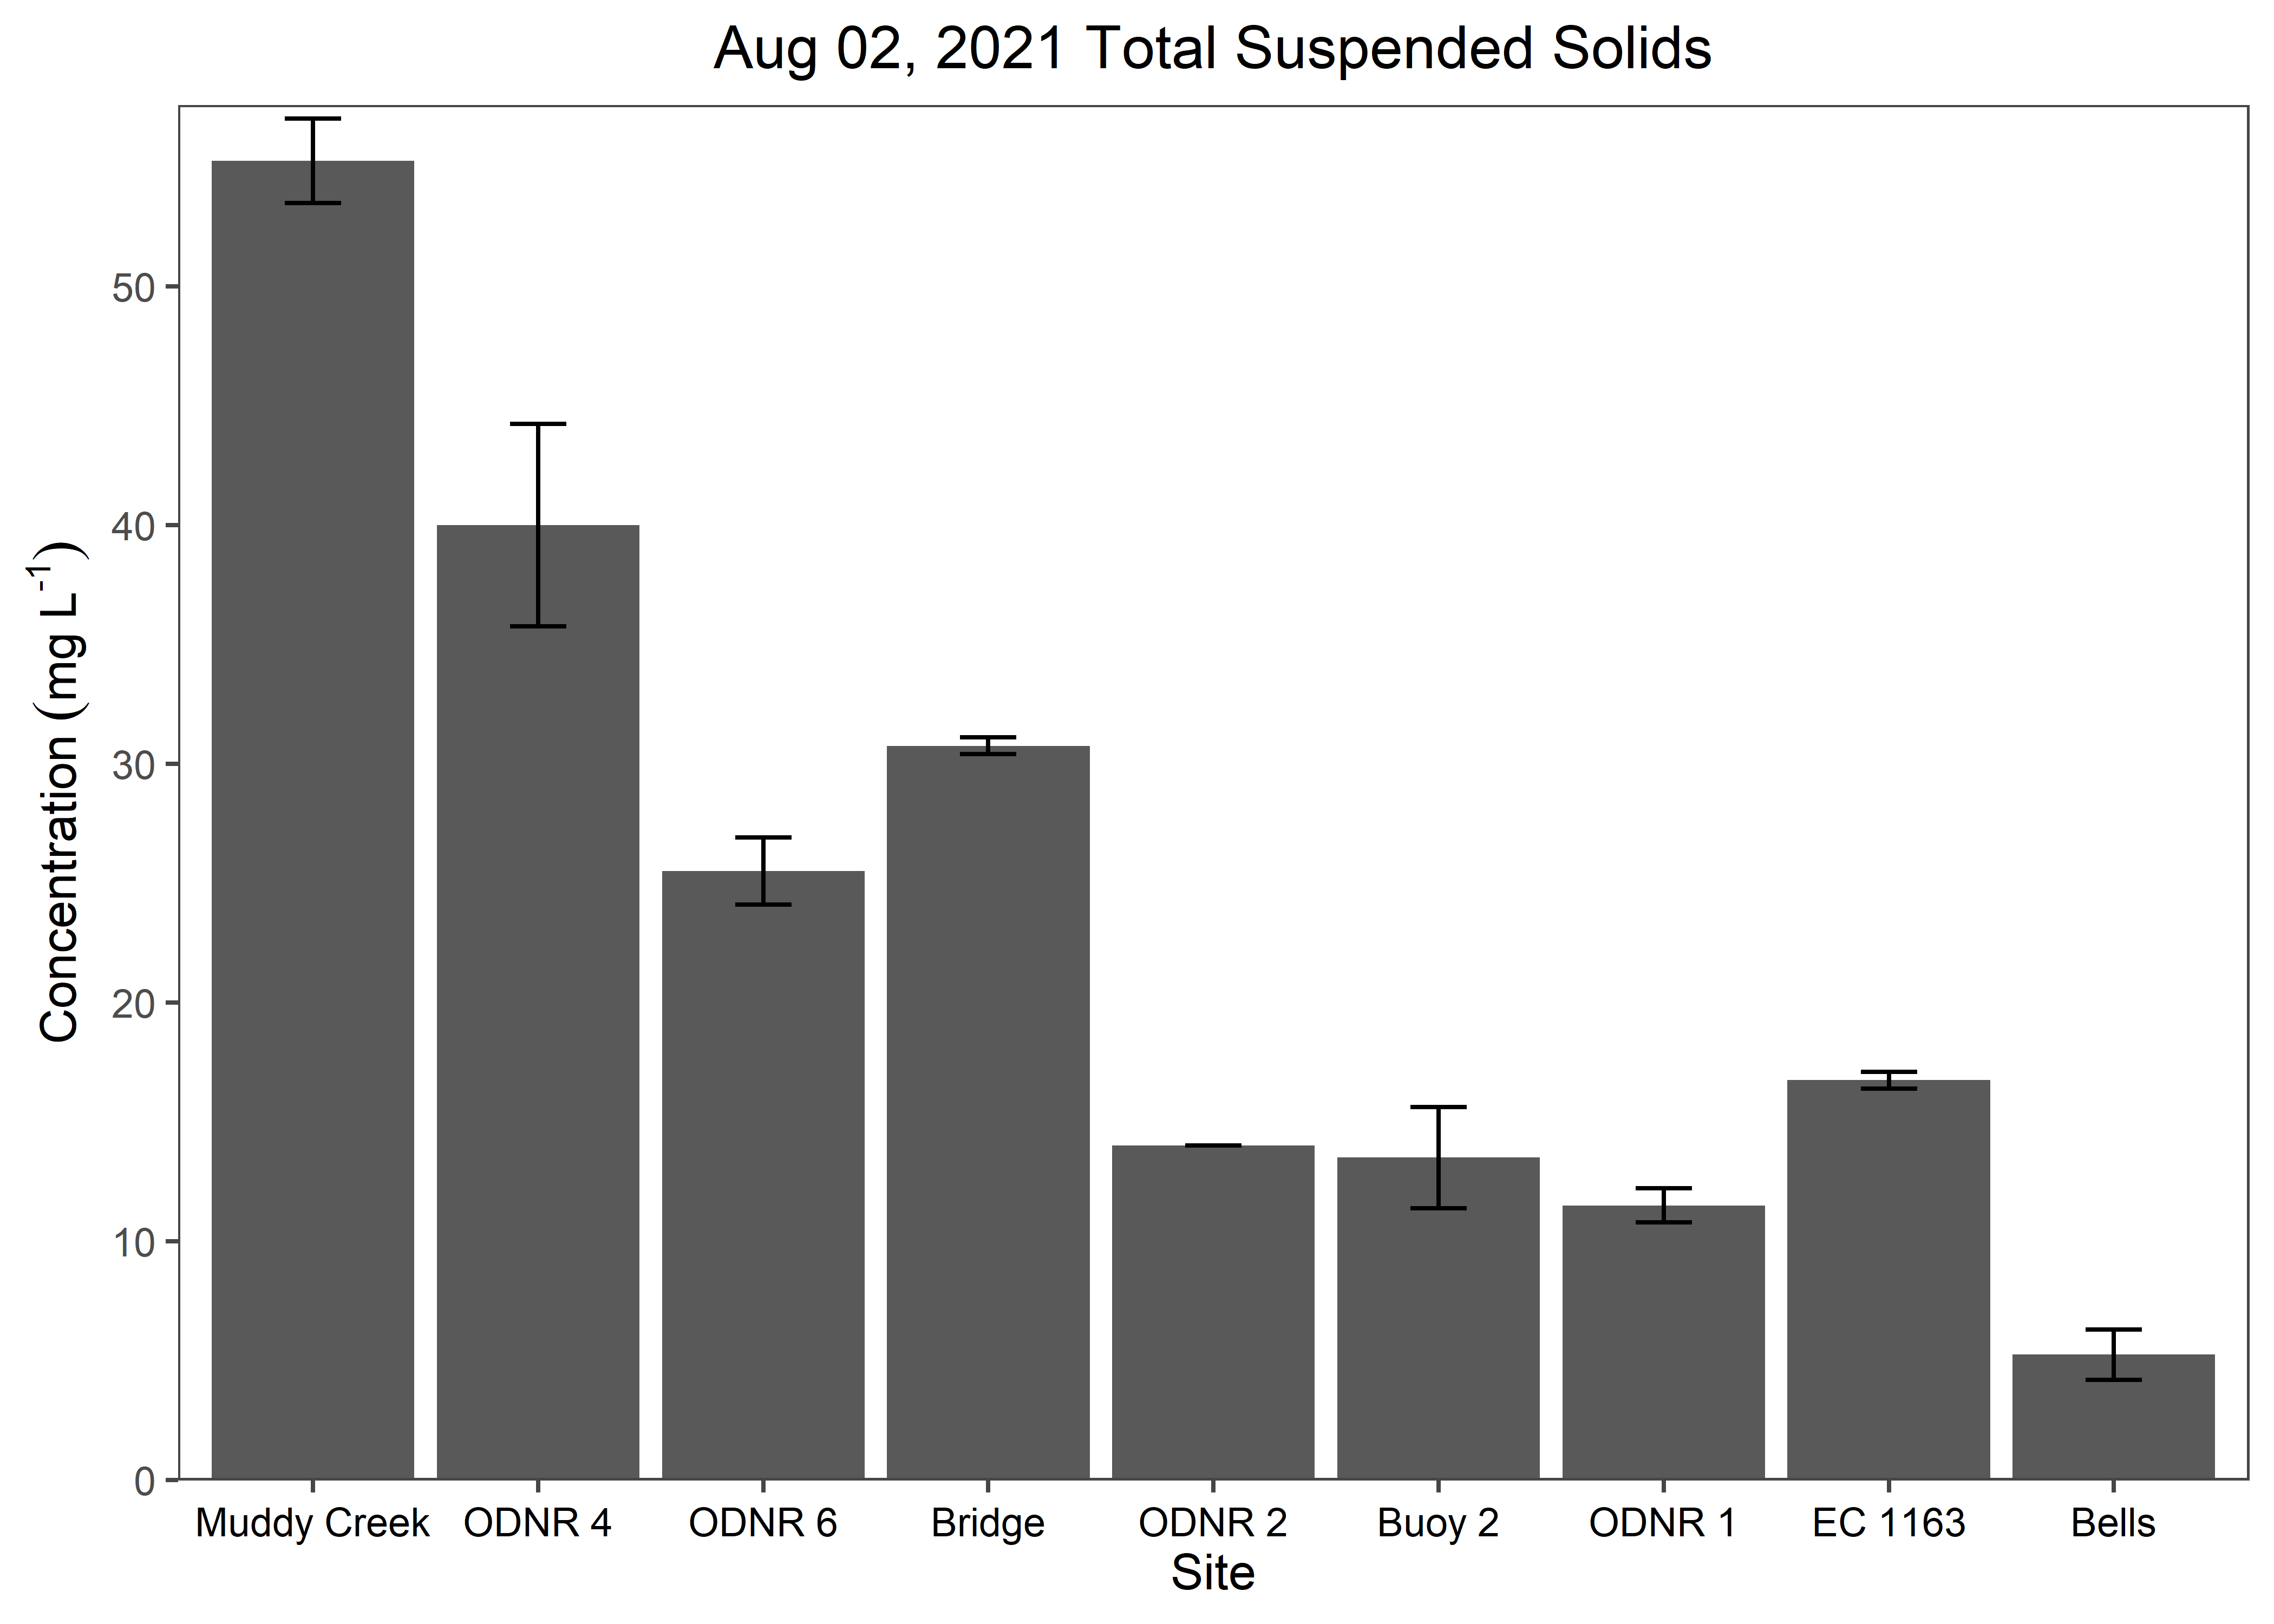 Aug 02, 2021 Total Suspended Solids
Concentration (mg L⁻¹)
50
40
30
20
10
0
Muddy Creek ODNR 4 ODNR 6 Bridge ODNR 2 Buoy 2 ODNR 1 EC 1163 Bells
Site